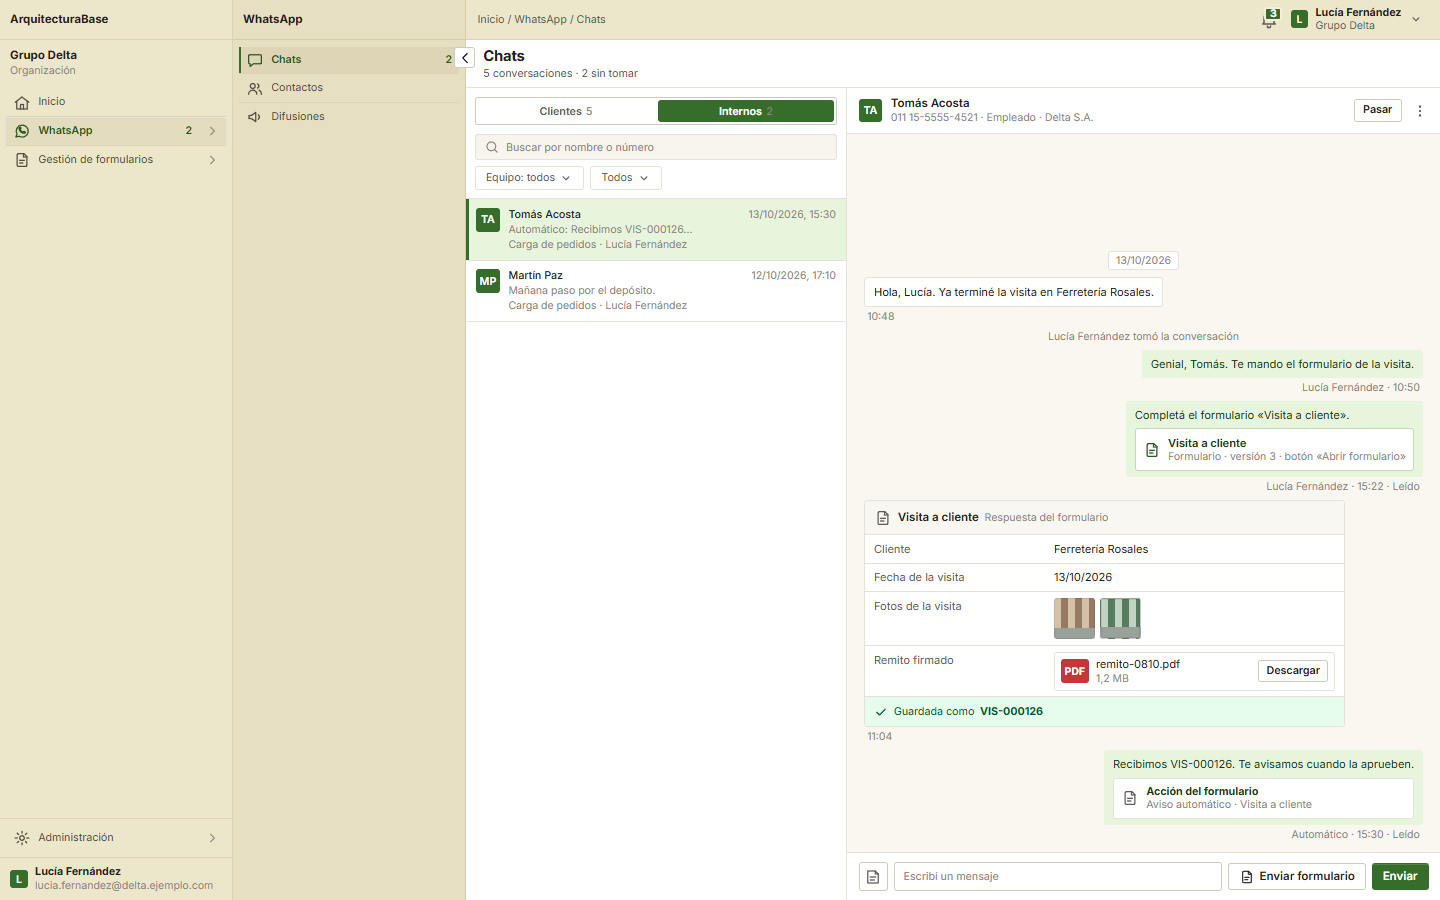 ArquitecturaBase
Grupo Delta
Organización
Inicio
WhatsApp 2
Gestión de formularios
Administración
L
Lucía Fernández
lucia.fernandez@delta.ejemplo.com
WhatsApp
Chats 2
Contactos
Difusiones
Inicio / WhatsApp / Chats
3
L
Lucía Fernández
Grupo Delta
Chats
5 conversaciones · 2 sin tomar
Clientes 5
Internos 2
Buscar por nombre o número
Equipo: todos
Todos
TA
Tomás Acosta 13/10/2026, 15:30
Automático: Recibimos VIS-000126...
Carga de pedidos · Lucía Fernández
MP
Martín Paz 12/10/2026, 17:10
Mañana paso por el depósito.
Carga de pedidos · Lucía Fernández
TA
Tomás Acosta
011 15-5555-4521 · Empleado · Delta S.A.
Pasar
13/10/2026
Hola, Lucía. Ya terminé la visita en Ferretería Rosales.
10:48
Lucía Fernández tomó la conversación
Genial, Tomás. Te mando el formulario de la visita.
Lucía Fernández · 10:50
Completá el formulario «Visita a cliente».
Visita a cliente
Formulario · versión 3 · botón «Abrir formulario»
Lucía Fernández · 15:22 · Leído
Visita a cliente Respuesta del formulario
Cliente Ferretería Rosales
Fecha de la visita 13/10/2026
Fotos de la visita
Remito firmado
PDF
remito-0810.pdf
1,2 MB
Descargar
Guardada como VIS-000126
11:04
Recibimos VIS-000126. Te avisamos cuando la aprueben.
Acción del formulario
Aviso automático · Visita a cliente
Automático · 15:30 · Leído
Escribí un mensaje
Enviar formulario
Enviar